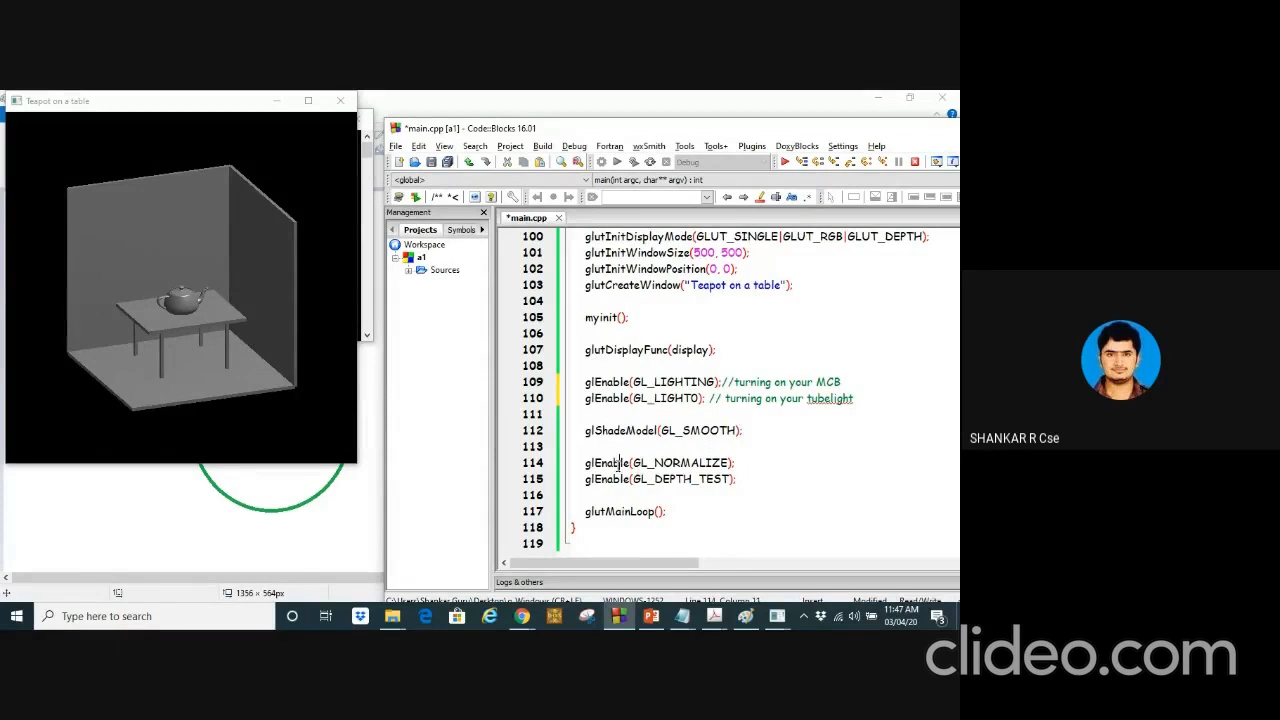 Teapot on a table
*main.cpp [a1] - Code::Blocks 16.01
File Edit View Search Project Build Debug Fortran wxSmith Tools Tools+ Plugins DoxyBlocks Settings Help
Debug
<global> main(int argc, char** argv) : int
/** *<
Management
*main.cpp
Projects Symbols
Workspace
a1
Sources
100 glutInitDisplayMode(GLUT_SINGLE|GLUT_RGB|GLUT_DEPTH);
101 glutInitWindowSize(500, 500);
102 glutInitWindowPosition(0, 0);
103 glutCreateWindow("Teapot on a table");
104
105 myinit();
106
107 glutDisplayFunc(display);
108
109 glEnable(GL_LIGHTING);//turning on your MCB
110 glEnable(GL_LIGHT0); // turning on your tubelight
111
112 glShadeModel(GL_SMOOTH);
113
114 glEnable(GL_NORMALIZE);
115 glEnable(GL_DEPTH_TEST);
116
117 glutMainLoop();
118 }
119
Logs & others
1356 × 564px
Type here to search
11:47 AM
03/04/20
3
SHANKAR R Cse
clideo.com